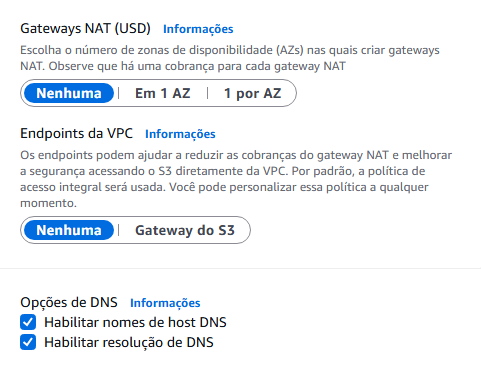 Gateways NAT (USD) Informações
Escolha o número de zonas de disponibilidade (AZs) nas quais criar gateways
NAT. Observe que há uma cobrança para cada gateway NAT
Nenhuma Em 1 AZ 1 por AZ
Endpoints da VPC Informações
Os endpoints podem ajudar a reduzir as cobranças do gateway NAT e melhorar
a segurança acessando o S3 diretamente da VPC. Por padrão, a política de
acesso integral será usada. Você pode personalizar essa política a qualquer
momento.
Nenhuma Gateway do S3
Opções de DNS Informações
Habilitar nomes de host DNS
Habilitar resolução de DNS